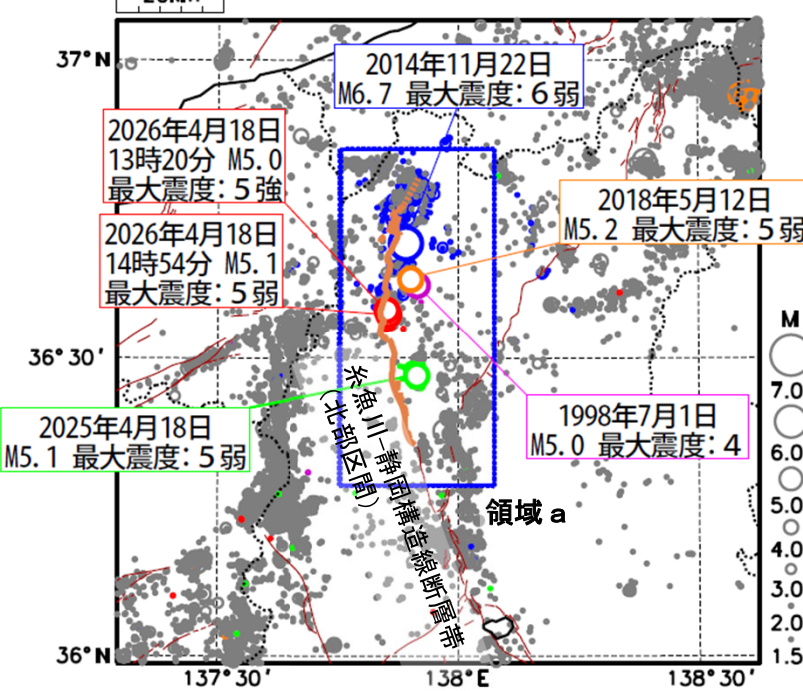 37°N
2014年11月22日
M6.7 最大震度：６弱
2026年4月18日
13時20分 M5.0
最大震度：５強
2018年5月12日
M5.2 最大震度：５弱
2026年4月18日
14時54分 M5.1
最大震度：５弱
36°30′
2025年4月18日
M5.1 最大震度：５弱
1998年7月1日
M5.0 最大震度：４
糸魚川－静岡構造線断層帯
（北部区間）
領域ａ
M
7.0
6.0
5.0
4.0
3.0
2.0
1.5
36°N
137°30′
138°E
138°30′